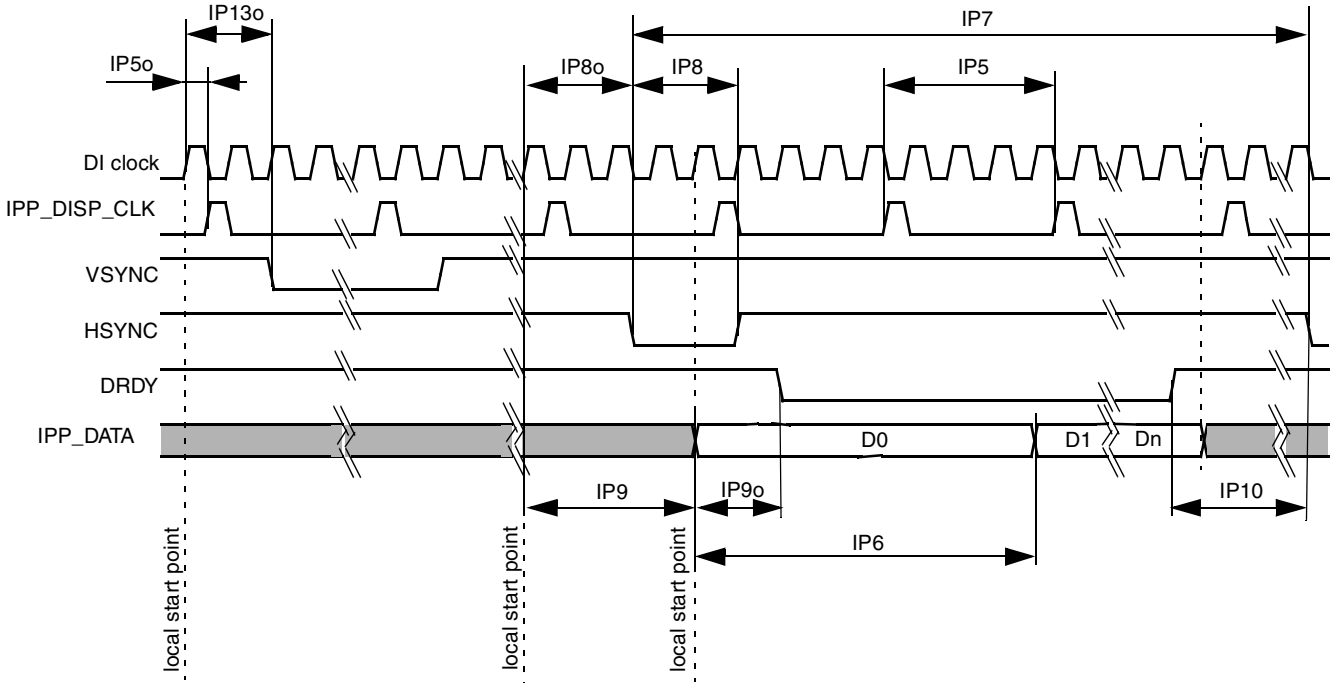 IP13o
IP7
IP5o
IP8o
IP8
IP5
DI clock
IPP_DISP_CLK
VSYNC
HSYNC
DRDY
IPP_DATA
D0
D1
Dn
IP9
IP9o
IP10
IP6
local start point
local start point
local start point